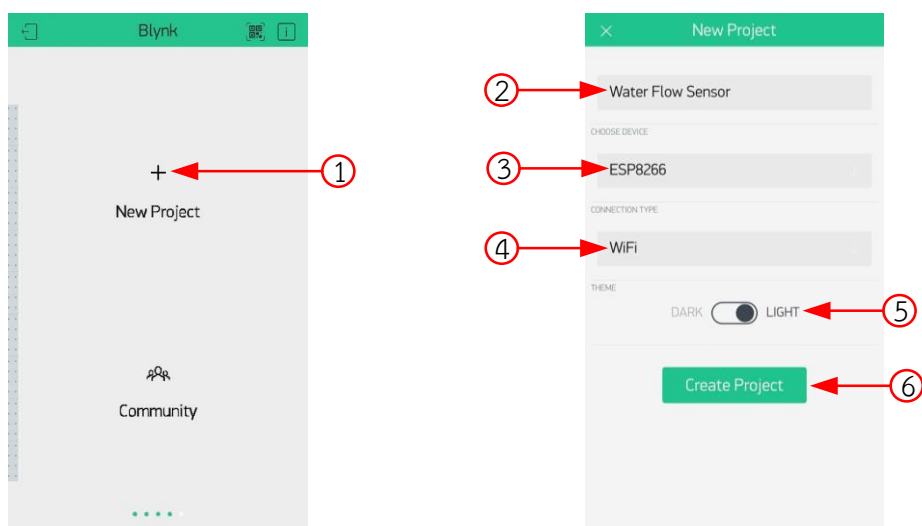 Blynk
1
New Project
Community
New Project
2
Water Flow Sensor
CHOOSE DEVICE
3
ESP8266
CONNECTION TYPE
4
WiFi
THEME
DARK LIGHT
5
Create Project
6